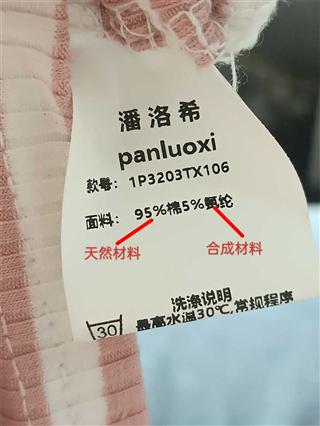 潘洛希
panluoxi
款号：1P3203TX106
面料：95%棉5%氨纶
天然材料
合成材料
洗涤说明
30
最高水温30℃,常规程序